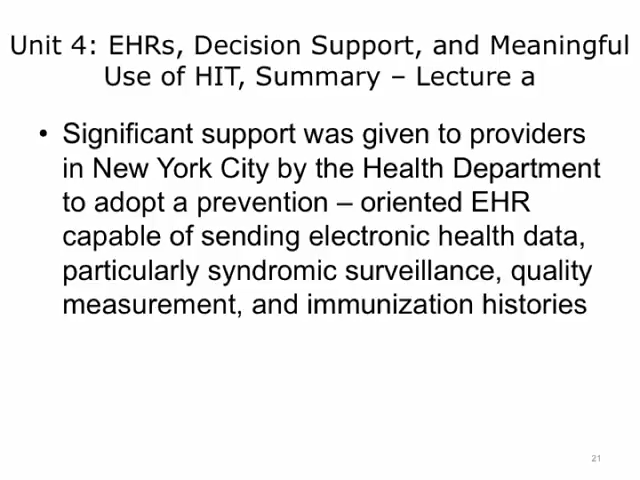 Unit 4: EHRs, Decision Support, and Meaningful
Use of HIT, Summary – Lecture a
• Significant support was given to providers
in New York City by the Health Department
to adopt a prevention – oriented EHR
capable of sending electronic health data,
particularly syndromic surveillance, quality
measurement, and immunization histories
21